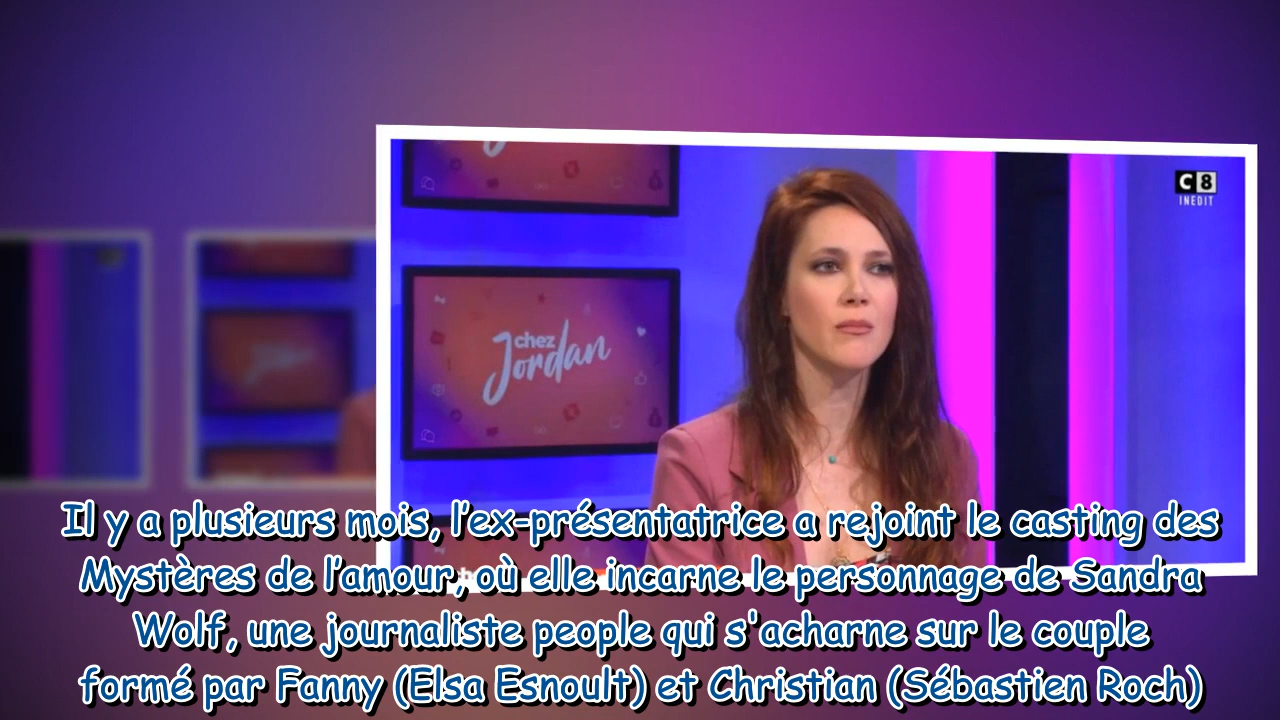 C8
INEDIT
chez
Jordan
Il y a plusieurs mois, l'ex-présentatrice a rejoint le casting des
Mystères de l'amour, où elle incarne le personnage de Sandra
Wolf, une journaliste people qui s'acharne sur le couple
formé par Fanny (Elsa Esnoult) et Christian (Sébastien Roch)